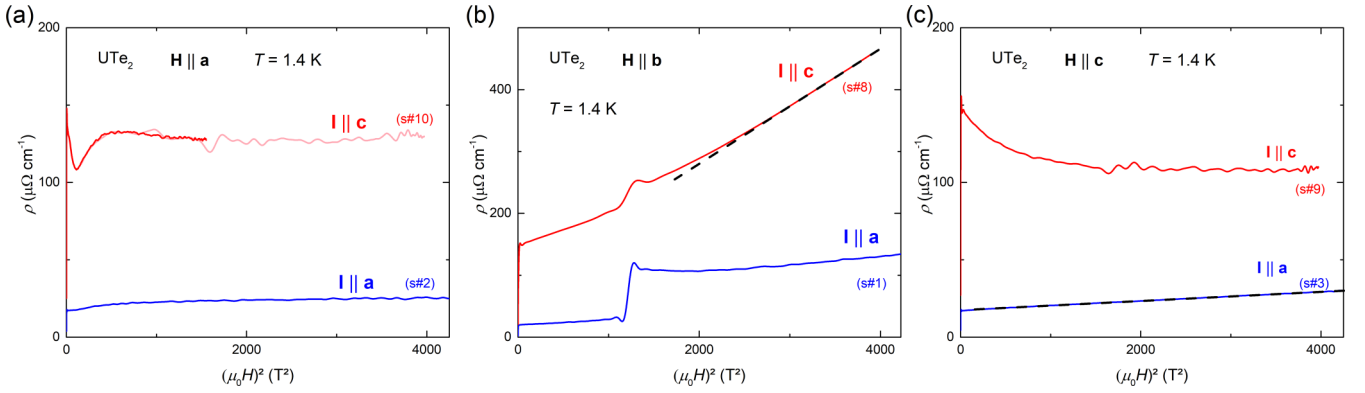 (a)
UTe₂ H || a T = 1.4 K
I || c
(s#10)
I || a
(s#2)
200
100
0
ρ (μΩ cm⁻¹)
0 2000 4000
(μ₀H)² (T²)
(b)
UTe₂ H || b
T = 1.4 K
I || c
(s#8)
I || a
(s#1)
400
200
0
ρ (μΩ cm⁻¹)
0 2000 4000
(μ₀H)² (T²)
(c)
UTe₂ H || c T = 1.4 K
I || c
(s#9)
I || a
(s#3)
200
100
0
ρ (μΩ cm⁻¹)
0 2000 4000
(μ₀H)² (T²)